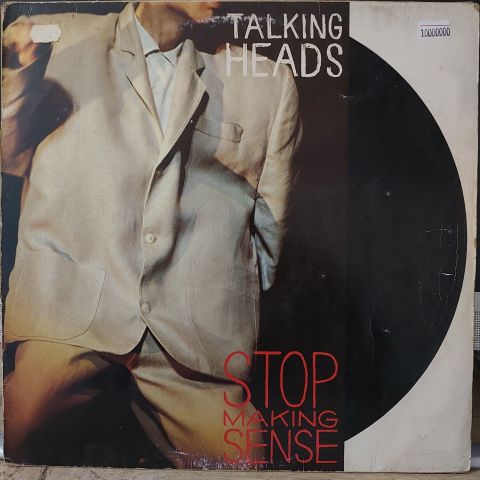 TALKING
HEADS
10000000
STOP
MAKING
SENSE